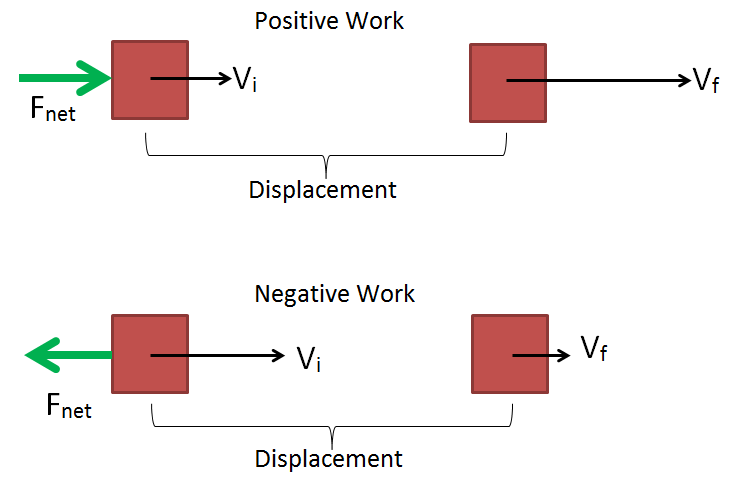 Positive Work
Vi
Vf
Fnet
Displacement
Negative Work
Vi
Vf
Fnet
Displacement